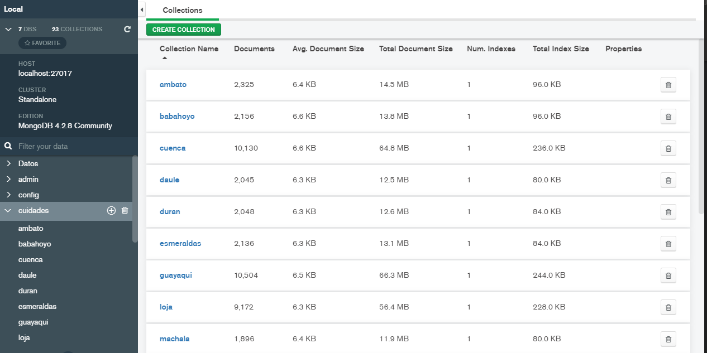 Local
7 DBS 93 COLLECTIONS
FAVORITE
HOST
localhost:27017
CLUSTER
Standalone
EDITION
MongoDB 4.2.8 Community
Filter your data
Datos
admin
config
cuidades
ambato
babahoyo
cuenca
daule
duran
esmeraldas
guayaqui
loja
Collections
CREATE COLLECTION
Collection Name Documents Avg. Document Size Total Document Size Num. Indexes Total Index Size Properties
ambato 2,325 6.4 KB 14.5 MB 1 96.0 KB
babahoyo 2,156 6.6 KB 13.8 MB 1 96.0 KB
cuenca 10,130 6.6 KB 64.8 MB 1 236.0 KB
daule 2,045 6.3 KB 12.5 MB 1 80.0 KB
duran 2,048 6.3 KB 12.6 MB 1 84.0 KB
esmeraldas 2,136 6.3 KB 13.1 MB 1 84.0 KB
guayaqui 10,504 6.5 KB 66.3 MB 1 244.0 KB
loja 9,172 6.3 KB 56.4 MB 1 228.0 KB
machala 1,896 6.4 KB 11.9 MB 1 80.0 KB